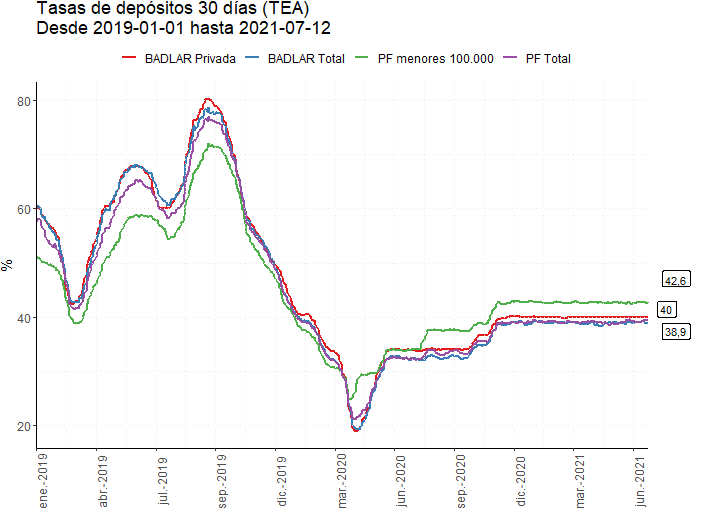 Tasas de depósitos 30 días (TEA)
Desde 2019-01-01 hasta 2021-07-12
BADLAR Privada BADLAR Total PF menores 100.000 PF Total
%
80
60
40
20
42,6
40
38,9
ene.-2019
abr.-2019
jul.-2019
sep.-2019
dic.-2019
mar.-2020
jun.-2020
sep.-2020
dic.-2020
mar.-2021
jun.-2021